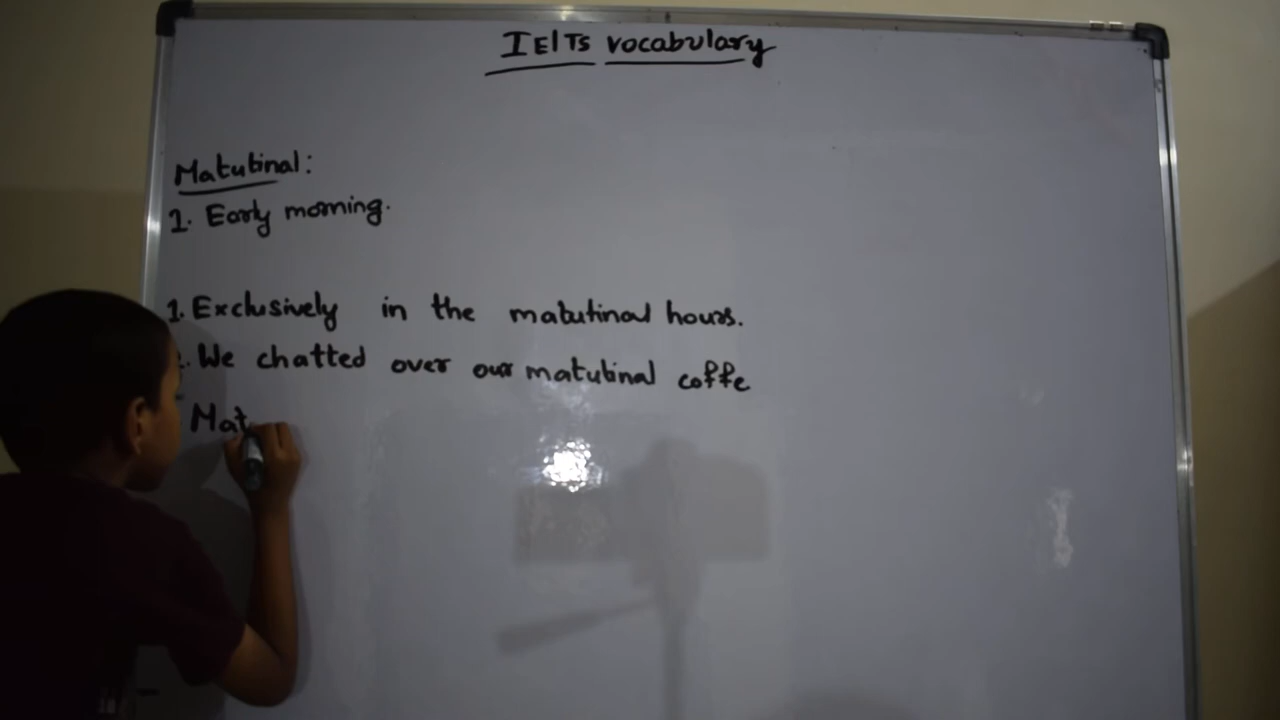 IELTS vocabulary
Matutinal:
1. Early morning.
1. Exclusively in the matutinal hours.
2. We chatted over our matutinal coffe
Mat